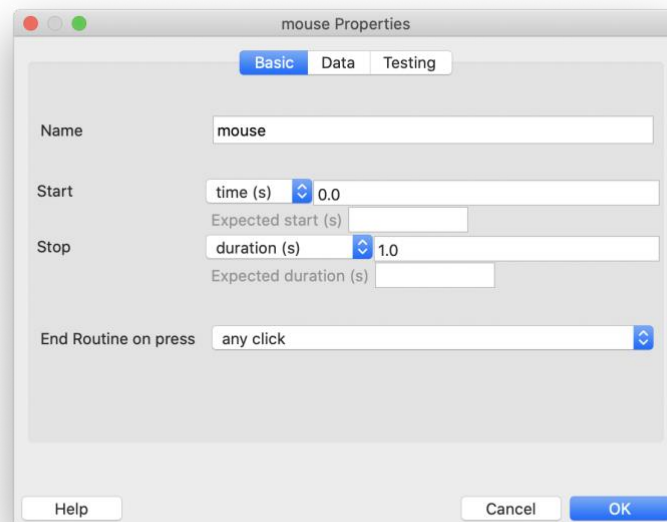 mouse Properties
Basic Data Testing
Name mouse
Start time (s) 0.0
Expected start (s)
Stop duration (s) 1.0
Expected duration (s)
End Routine on press any click
Help Cancel OK